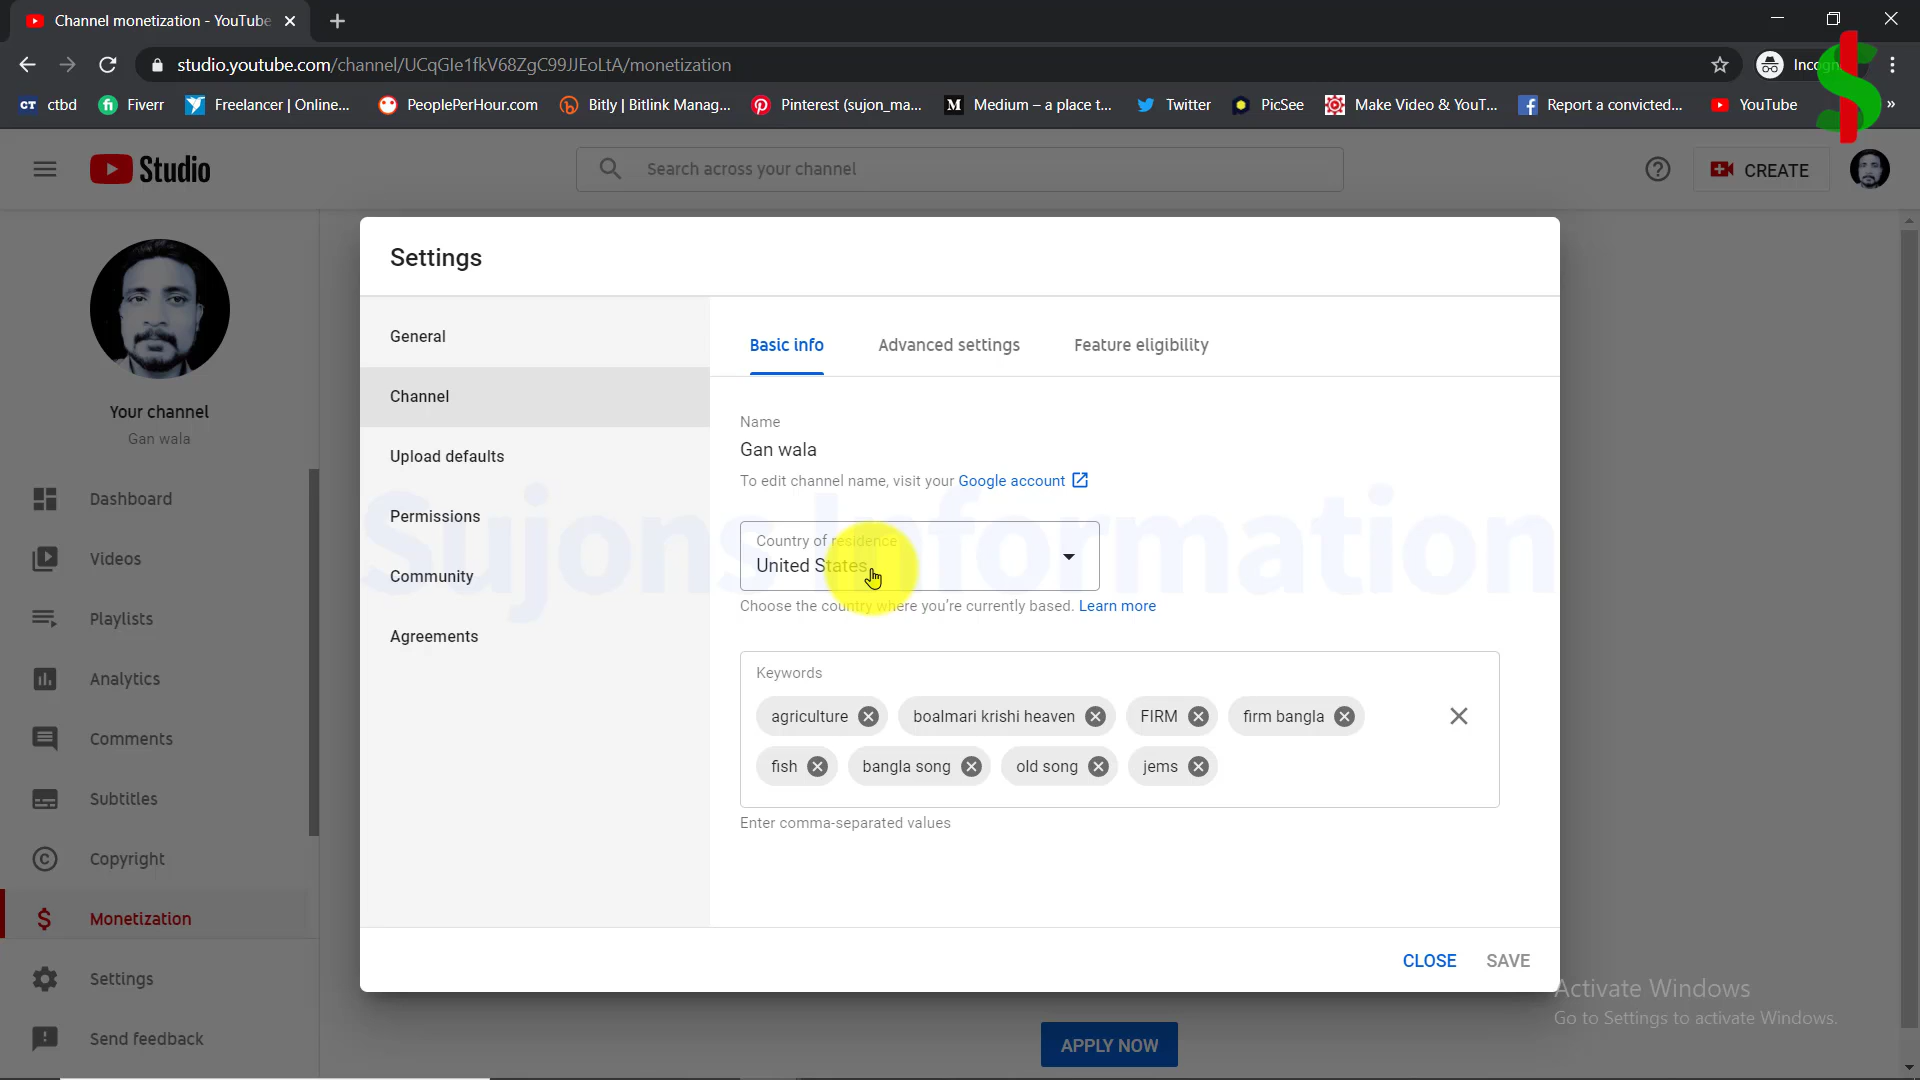 Channel monetization - YouTube
studio.youtube.com/channel/UCqGIe1fkV68ZgC99JJEoLtA/monetization
ctbd
Fiverr
Freelancer | Online...
PeoplePerHour.com
Bitly | Bitlink Manag...
Pinterest (sujon_ma...
Medium – a place t...
Twitter
PicSee
Make Video & YouT...
Report a convicted...
YouTube
»
Studio
Search across your channel
CREATE
Your channel
Gan wala
Dashboard
Videos
Playlists
Analytics
Comments
Subtitles
Copyright
Monetization
Settings
Send feedback
Settings
General
Channel
Upload defaults
Permissions
Community
Agreements
Basic info
Advanced settings
Feature eligibility
Name
Gan wala
To edit channel name, visit your Google account
Sujons Information
Country of residence
United States
Choose the country where you're currently based. Learn more
Keywords
agriculture
boalmari krishi heaven
FIRM
firm bangla
fish
bangla song
old song
jems
Enter comma-separated values
CLOSE
SAVE
Activate Windows
Go to Settings to activate Windows.
APPLY NOW